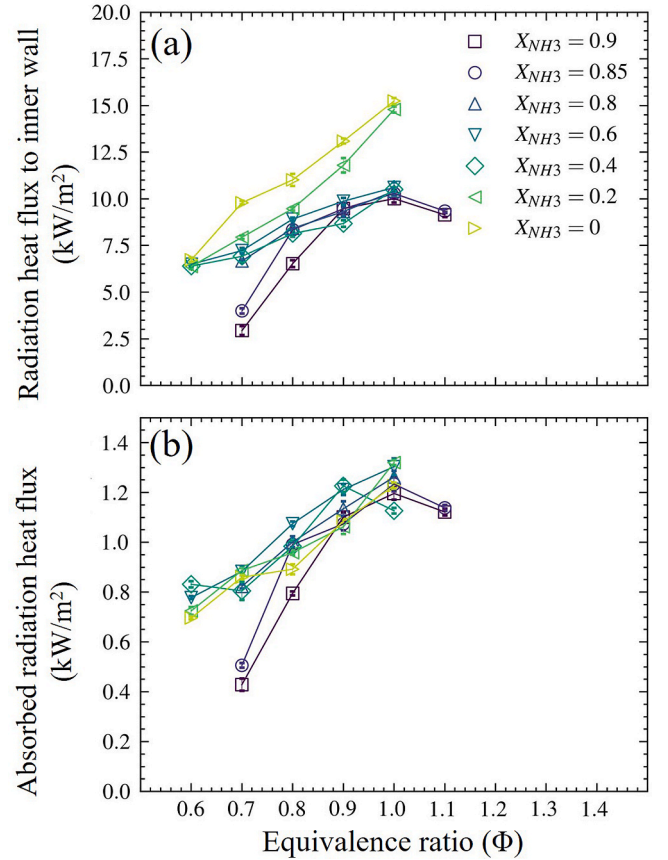 (a)
Radiation heat flux to inner wall
(kW/m²)
20.0
17.5
15.0
12.5
10.0
7.5
5.0
2.5
0.0
X_NH3 = 0.9
X_NH3 = 0.85
X_NH3 = 0.8
X_NH3 = 0.6
X_NH3 = 0.4
X_NH3 = 0.2
X_NH3 = 0
(b)
Absorbed radiation heat flux
(kW/m²)
1.4
1.2
1.0
0.8
0.6
0.4
0.2
0.0
0.6 0.7 0.8 0.9 1.0 1.1 1.2 1.3 1.4
Equivalence ratio (Φ)